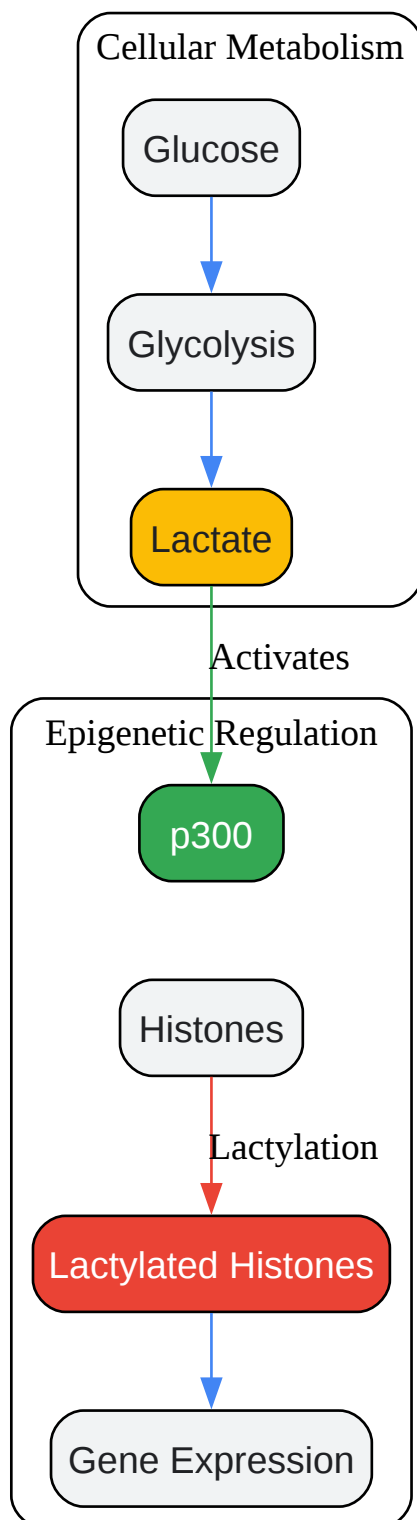 Cellular Metabolism
Glucose
Glycolysis
Lactate
Activates
Epigenetic Regulation
p300
Histones
Lactylation
Lactylated Histones
Gene Expression